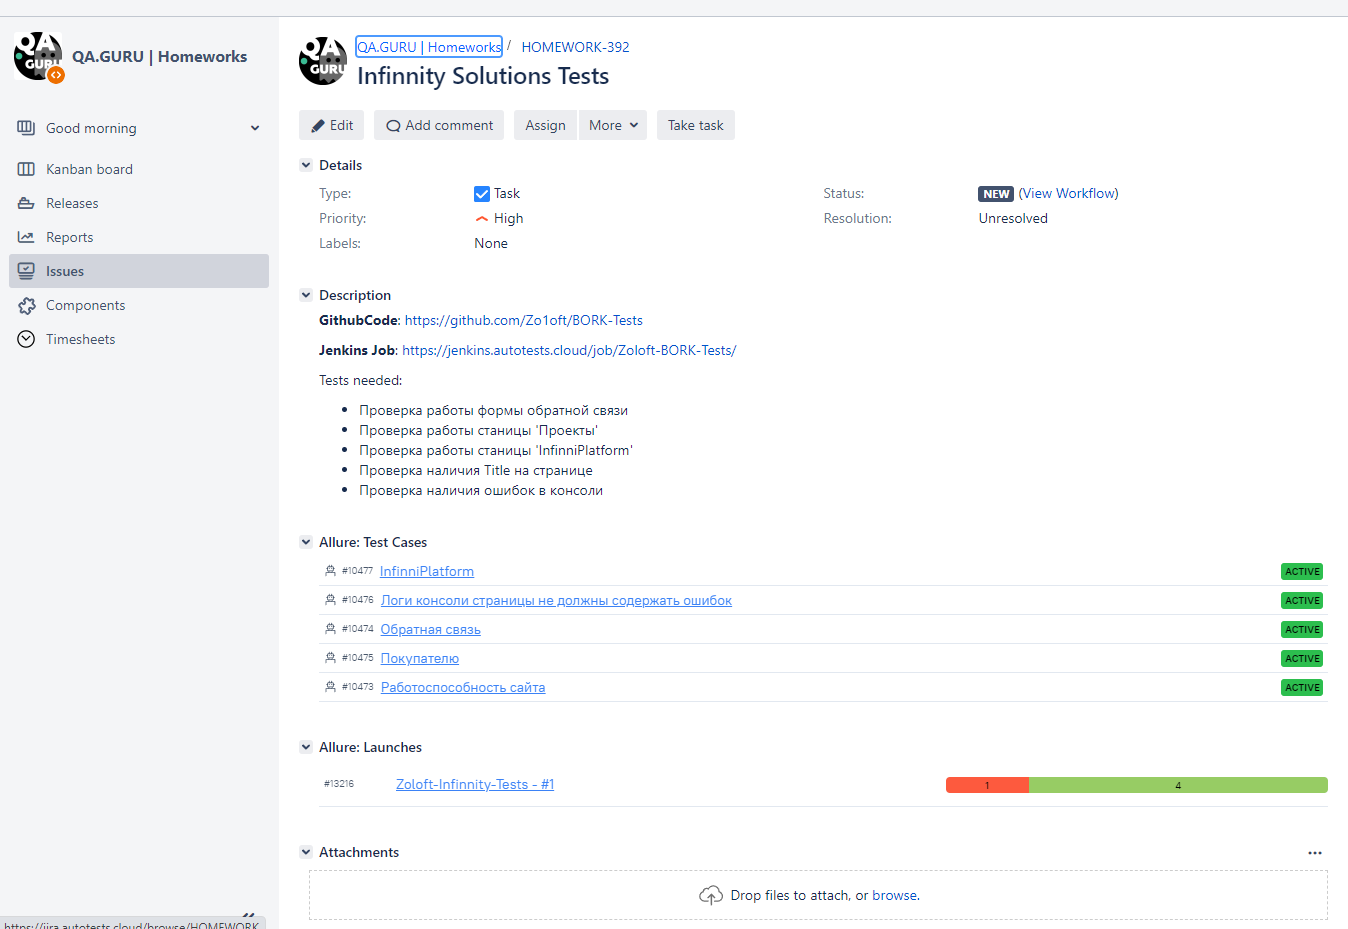 QA
GURU
QA.GURU | Homeworks
Good morning
Kanban board
Releases
Reports
Issues
Components
Timesheets
QA
GURU
QA.GURU | Homeworks / HOMEWORK-392
Infinnity Solutions Tests
Edit Add comment Assign More Take task
Details
Type: Task Status: NEW (View Workflow)
Priority: High Resolution: Unresolved
Labels: None
Description
GithubCode: https://github.com/Zo1oft/BORK-Tests
Jenkins Job: https://jenkins.autotests.cloud/job/Zoloft-BORK-Tests/
Tests needed:
• Проверка работы формы обратной связи
• Проверка работы станицы 'Проекты'
• Проверка работы станицы 'InfinniPlatform'
• Проверка наличия Title на странице
• Проверка наличия ошибок в консоли
Allure: Test Cases
#10477 InfinniPlatform ACTIVE
#10476 Логи консоли страницы не должны содержать ошибок ACTIVE
#10474 Обратная связь ACTIVE
#10475 Покупателю ACTIVE
#10473 Работоспособность сайта ACTIVE
Allure: Launches
#13216 Zoloft-Infinnity-Tests - #1 1 4
Attachments
Drop files to attach, or browse.
https://jira.autotests.cloud/browse/HOMEWORK